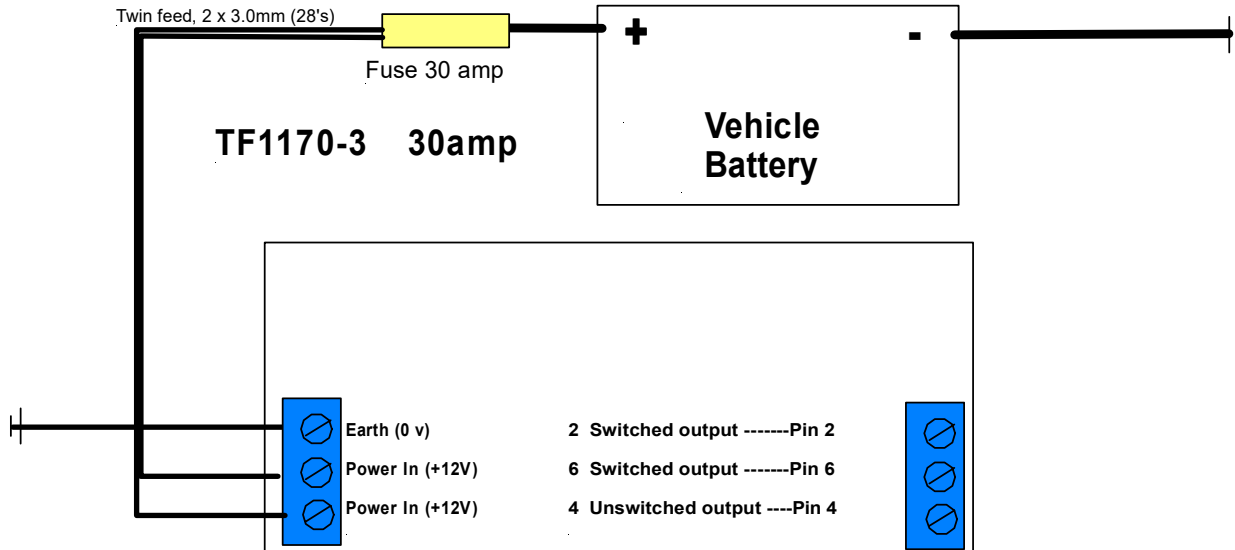 Twin feed, 2 x 3.0mm (28's)
Fuse 30 amp
+ -
TF1170-3 30amp
Vehicle
Battery
Earth (0 v) 2 Switched output -------Pin 2
Power In (+12V) 6 Switched output -------Pin 6
Power In (+12V) 4 Unswitched output ----Pin 4